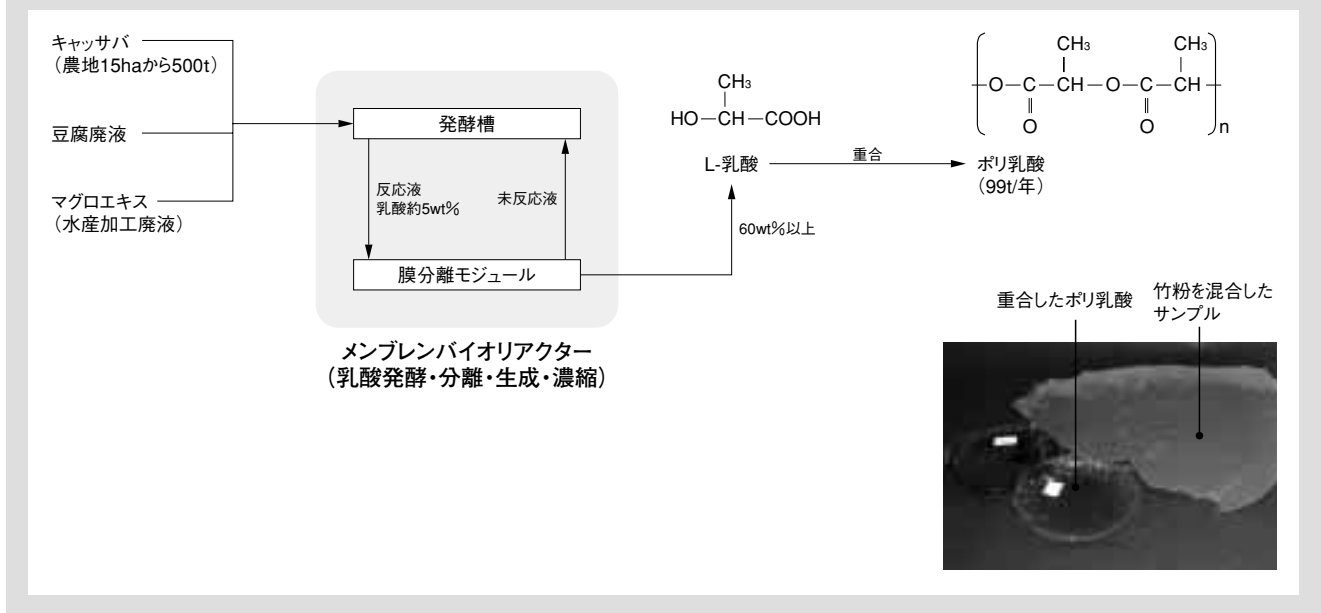 キャッサバ
（農地15haから500t）
豆腐廃液
マグロエキス
（水産加工廃液）
発酵槽
反応液
乳酸約5wt%
未反応液
膜分離モジュール
メンブレンバイオリアクター
（乳酸発酵・分離・生成・濃縮）
CH3
HO－CH－COOH
L-乳酸
60wt%以上
重合
CH3 CH3
O－C－CH－O－C－CH
O O
n
ポリ乳酸
（99t/年）
重合したポリ乳酸
竹粉を混合した
サンプル